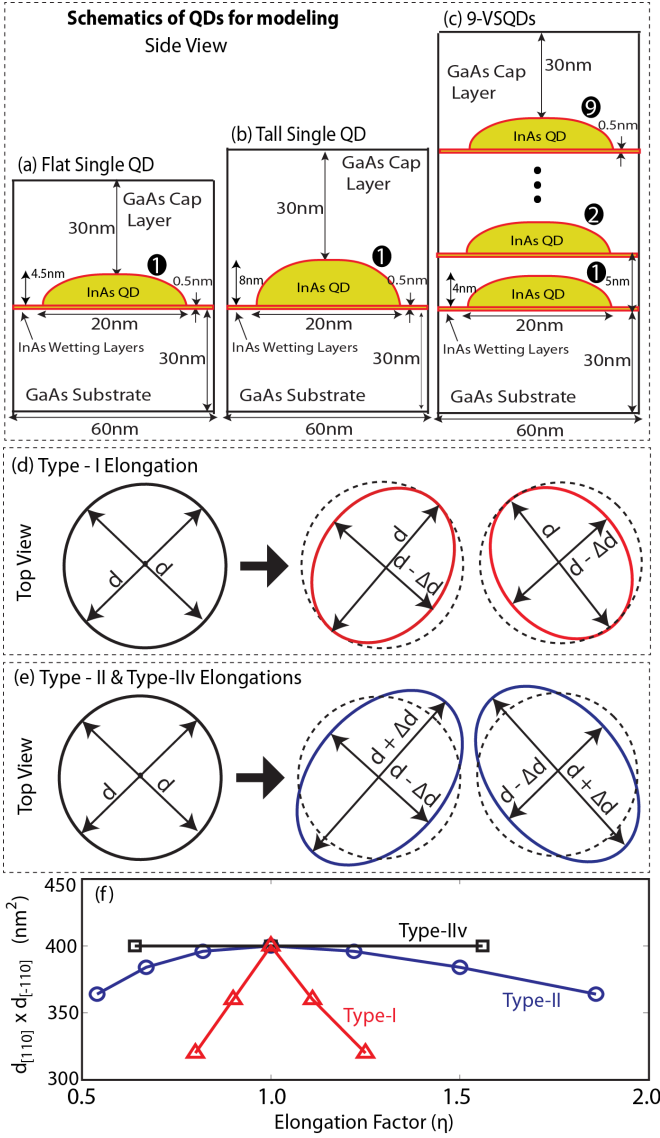 Schematics of QDs for modeling
Side View
(a) Flat Single QD
GaAs Cap
Layer
30nm
1
4.5nm
0.5nm
InAs QD
20nm
InAs Wetting Layers
30nm
GaAs Substrate
60nm
(b) Tall Single QD
GaAs Cap
Layer
30nm
1
8nm
0.5nm
InAs QD
20nm
InAs Wetting Layers
GaAs Substrate
60nm
(c) 9-VSQDs
30nm
GaAs Cap
Layer
9
0.5nm
InAs QD
2
InAs QD
1
4nm
5nm
InAs QD
20nm
InAs Wetting Layers
30nm
GaAs Substrate
60nm
(d) Type - I Elongation
Top View
d d
d
d - Δd
d
d - Δd
(e) Type - II & Type-IIv Elongations
Top View
d d
d + Δd
d - Δd
d - Δd
d + Δd
(f)
d[110] x d[-110] (nm²)
450
400
350
300
Type-IIv
Type-II
Type-I
0.5 1.0 1.5 2.0
Elongation Factor (η)